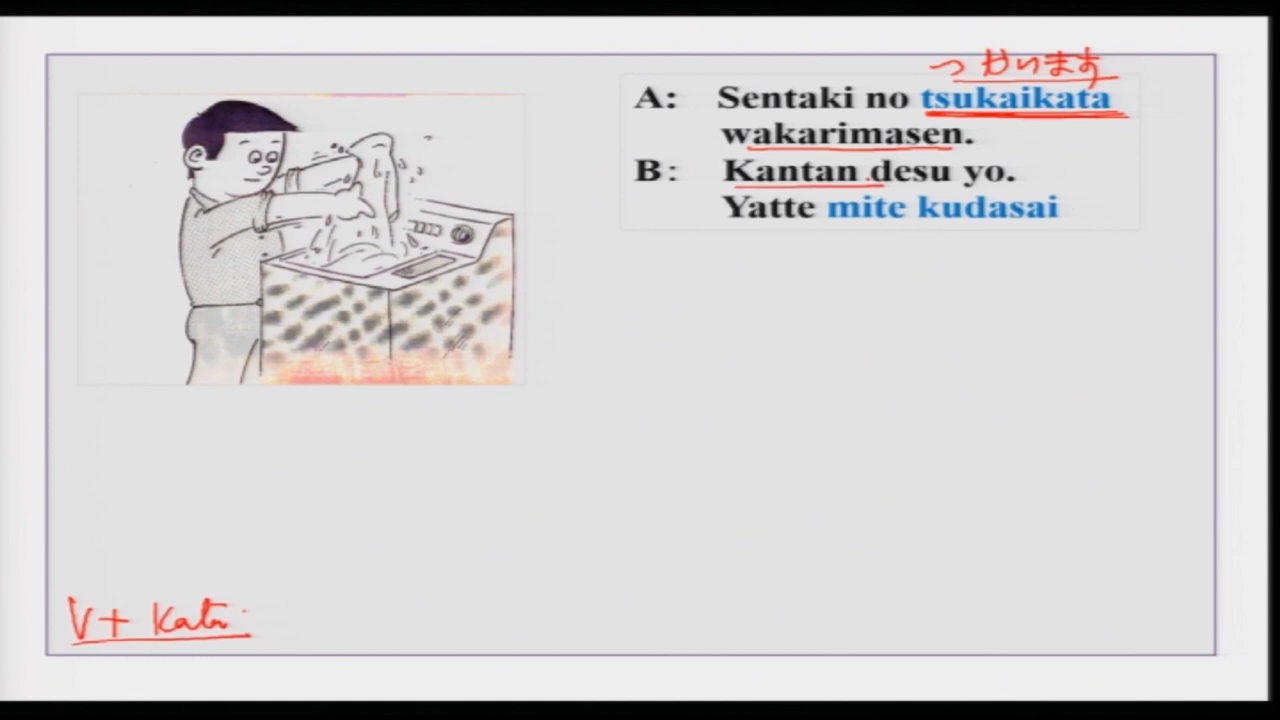 つかいます
A: Sentaki no tsukaikata
wakarimasen.
B: Kantan desu yo.
Yatte mite kudasai
V+ Kata